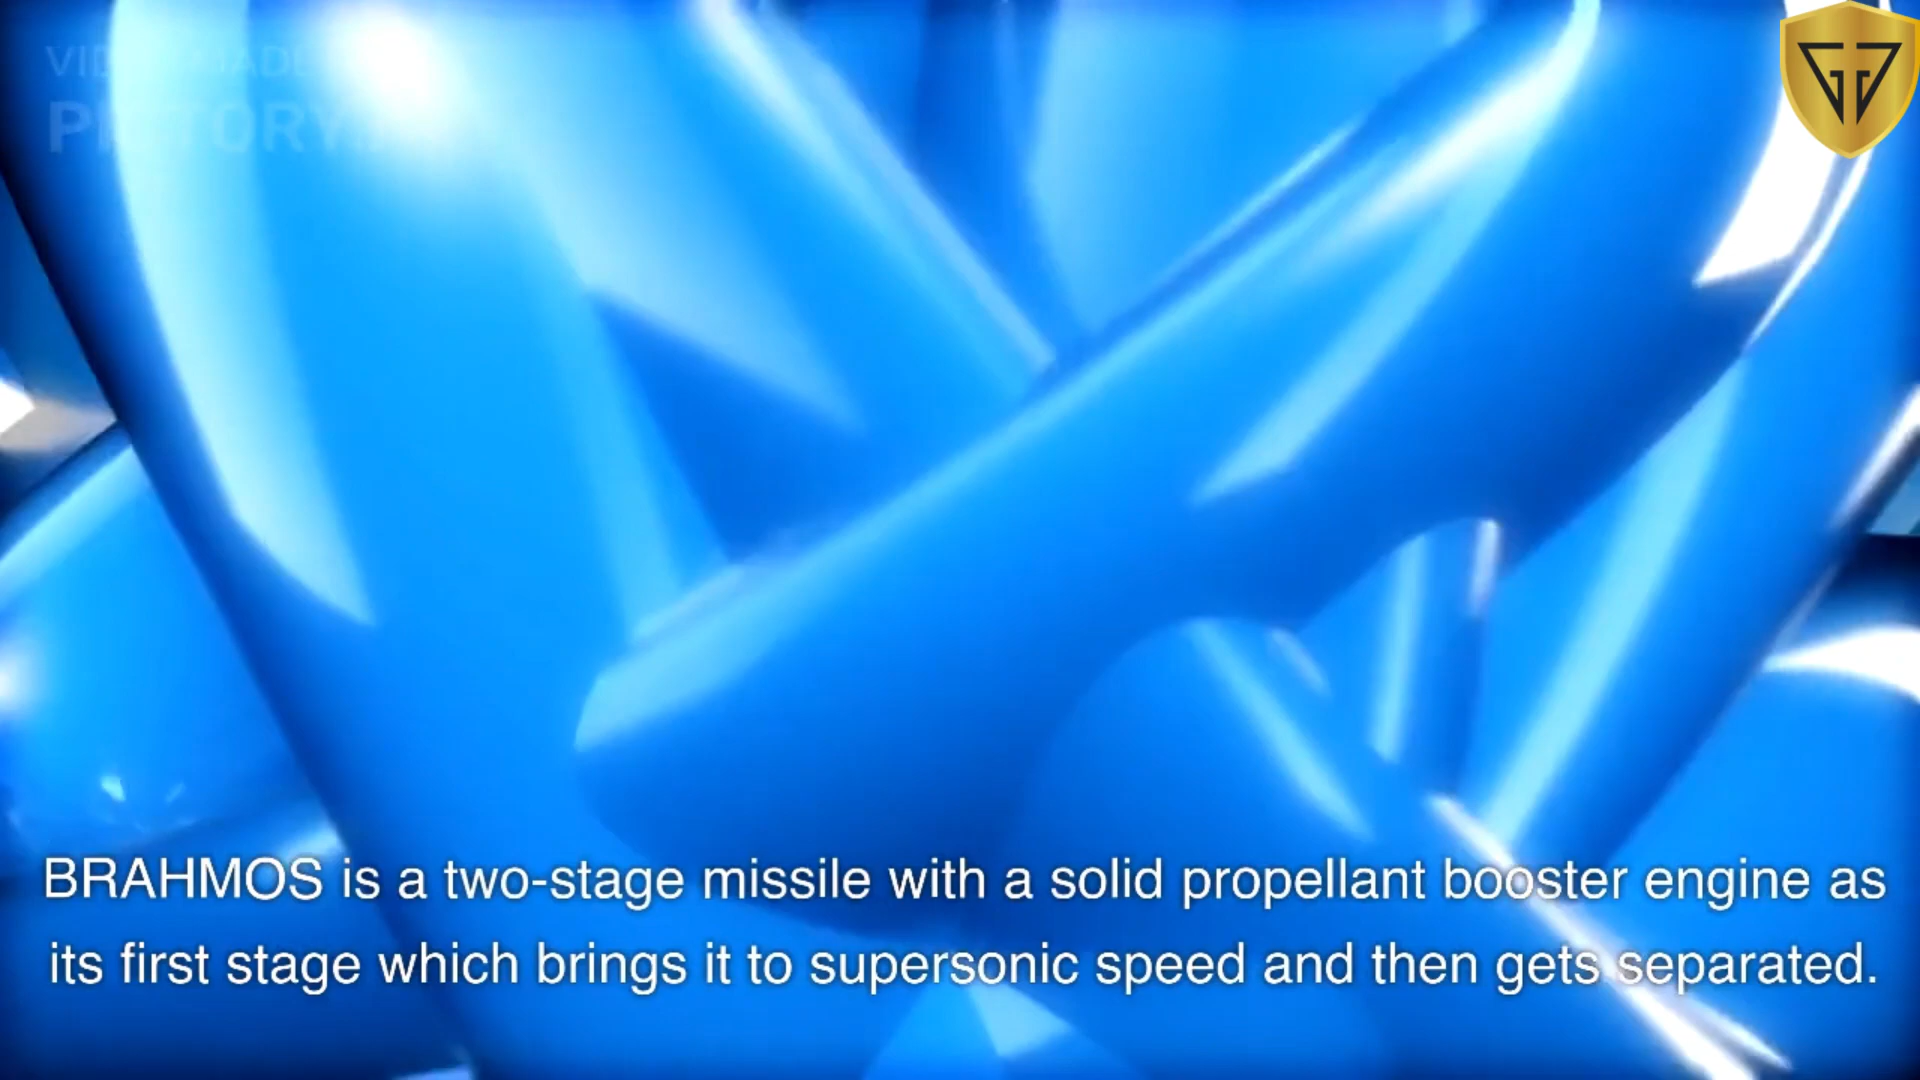 BRAHMOS is a two-stage missile with a solid propellant booster engine as
its first stage which brings it to supersonic speed and then gets separated.